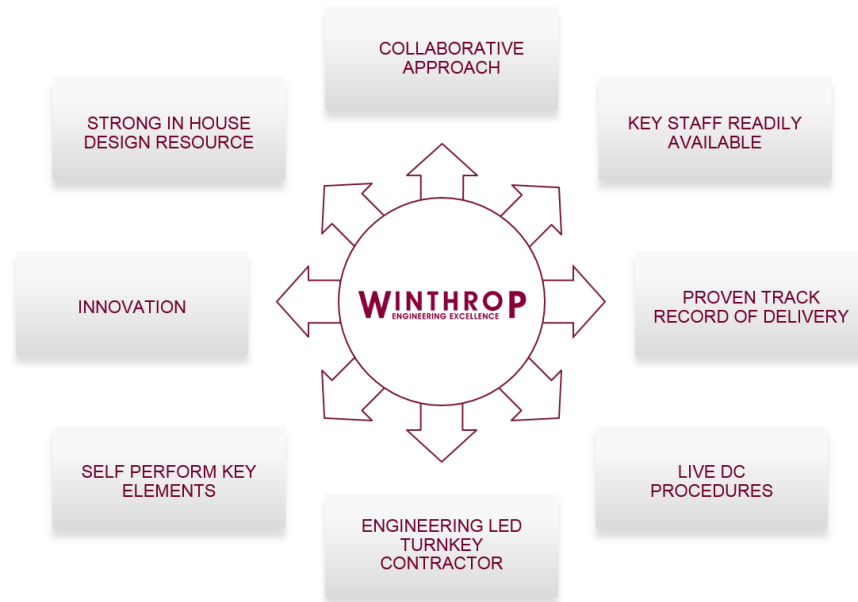 COLLABORATIVE
APPROACH
STRONG IN HOUSE
DESIGN RESOURCE
KEY STAFF READILY
AVAILABLE
INNOVATION
WINTHROP
ENGINEERING EXCELLENCE
PROVEN TRACK
RECORD OF DELIVERY
SELF PERFORM KEY
ELEMENTS
LIVE DC
PROCEDURES
ENGINEERING LED
TURNKEY
CONTRACTOR